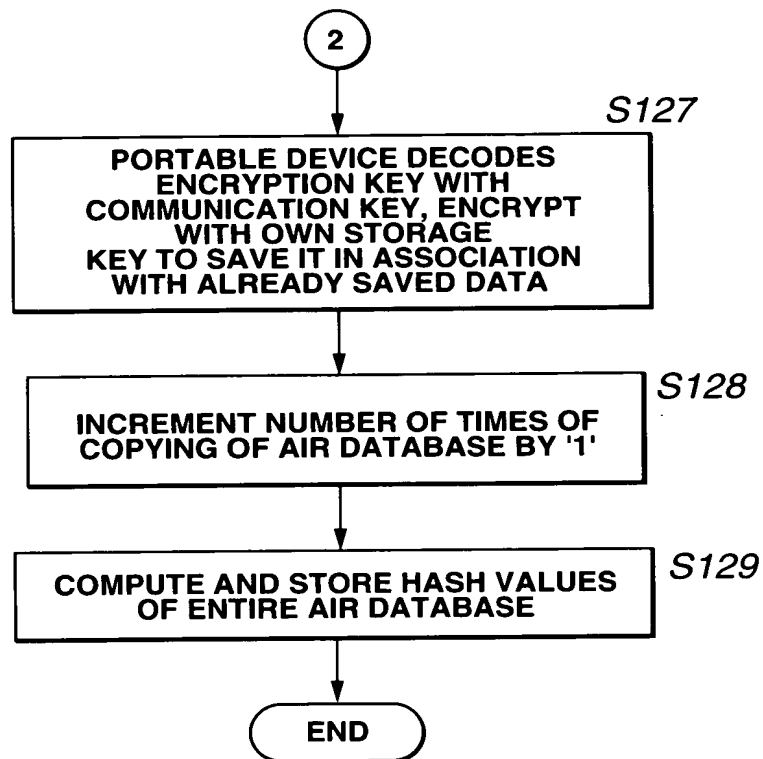 2
S127
PORTABLE DEVICE DECODES
ENCRYPTION KEY WITH
COMMUNICATION KEY, ENCRYPT
WITH OWN STORAGE
KEY TO SAVE IT IN ASSOCIATION
WITH ALREADY SAVED DATA
S128
INCREMENT NUMBER OF TIMES OF
COPYING OF AIR DATABASE BY '1'
S129
COMPUTE AND STORE HASH VALUES
OF ENTIRE AIR DATABASE
END